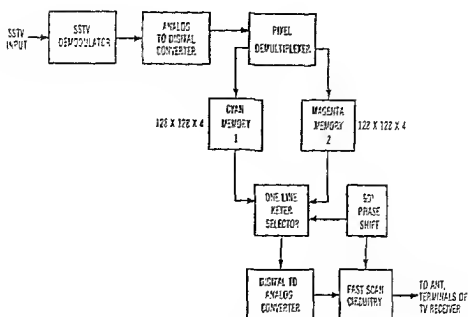 SSTV
INPUT
SSTV
DEMODULATOR
ANALOG
TO DIGITAL
CONVERTER
PIXEL
DEMULTIPLEXER
128 X 128 X 4
CYAN
MEMORY
1
MAGENTA
MEMORY
2
128 X 128 X 4
ONE LINE
SELECTOR
PHASE
SHIFT
DIGITAL TO
ANALOG
CONVERTER
FAST SCAN
CIRCUITRY
TO ANT.
TERMINALS OF
TV RECEIVER